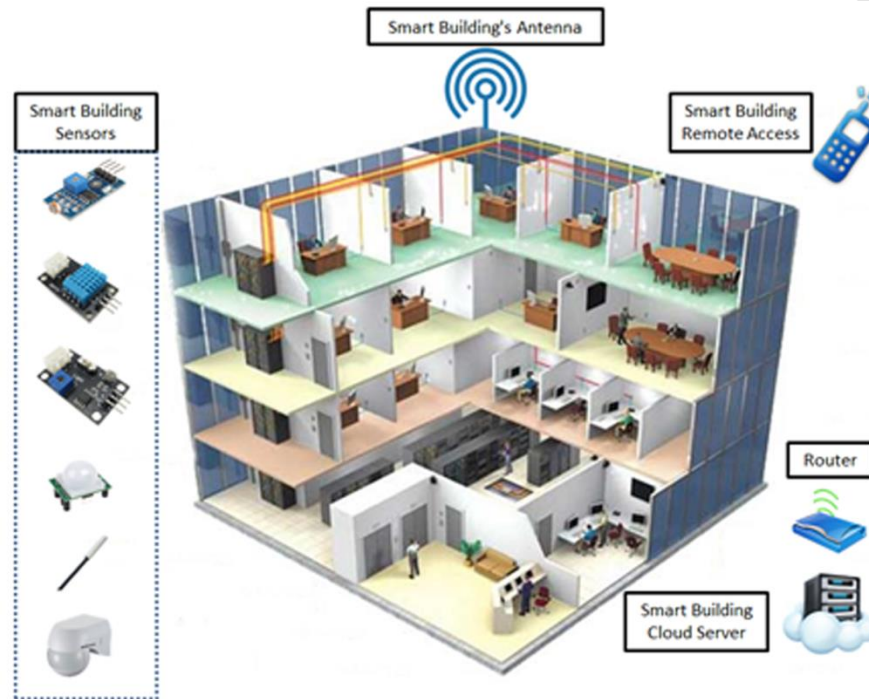 Smart Building's Antenna
Smart Building
Sensors
Smart Building
Remote Access
Router
Smart Building
Cloud Server